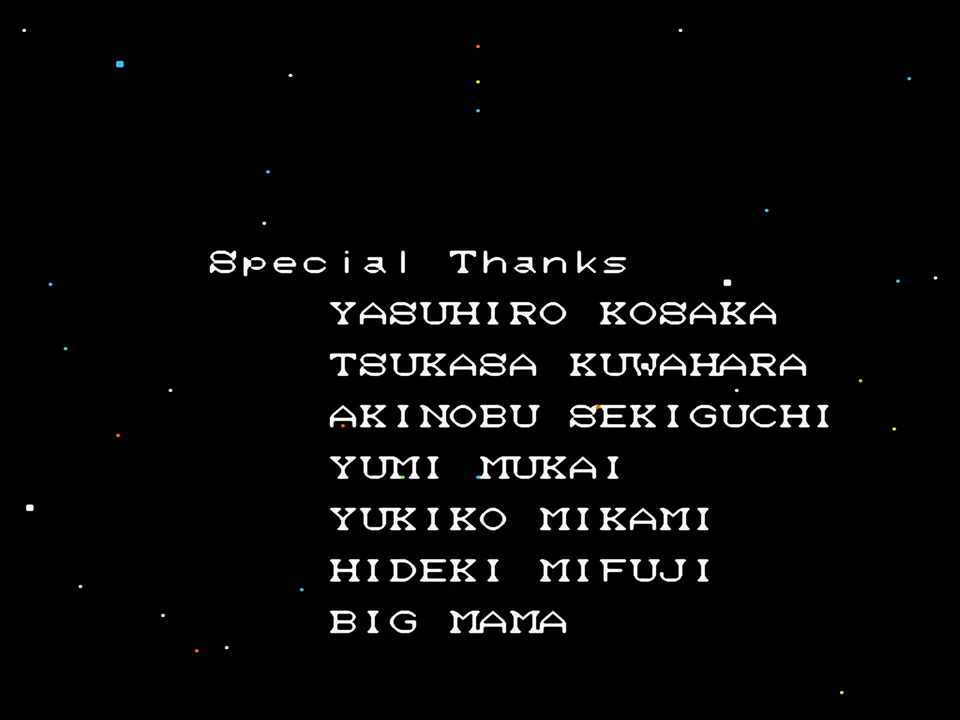 Special Thanks
YASUHIRO KOSAKA
TSUKASA KUWAHARA
AKINOBU SEKIGUCHI
YUMI MUKAI
YUKIKO MIKAMI
HIDEKI MIFUJI
BIG MAMA